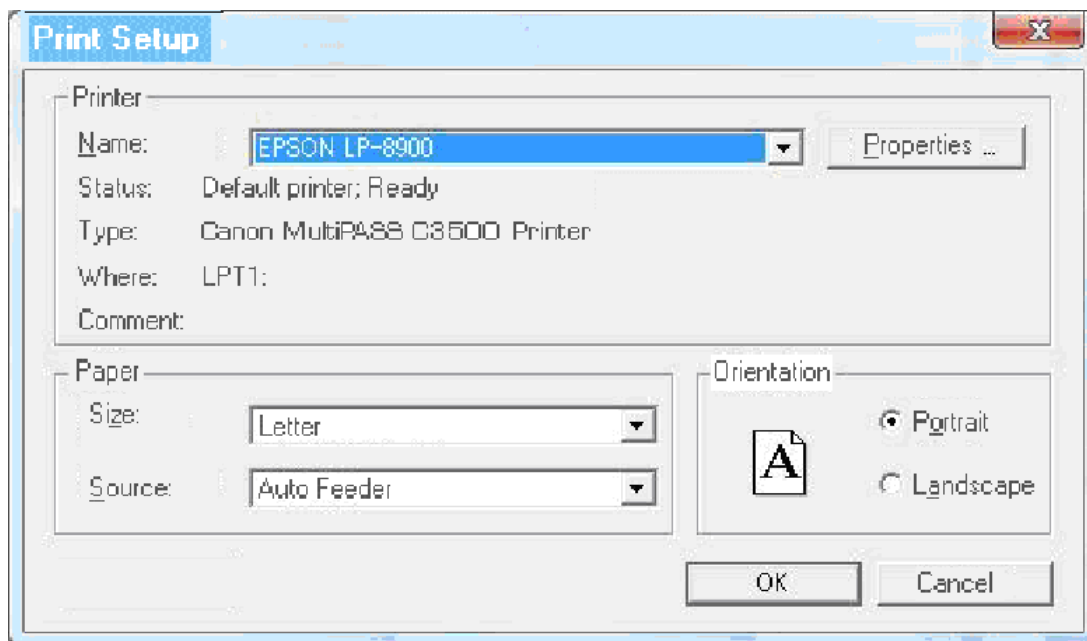 Print Setup
X
Printer
Name: EPSON LP-8900 Properties ...
Status: Default printer; Ready
Type: Canon MultiPASS C3500 Printer
Where: LPT1:
Comment:
Paper
Orientation
Size: Letter
Portrait
A
Source: Auto Feeder
Landscape
OK Cancel